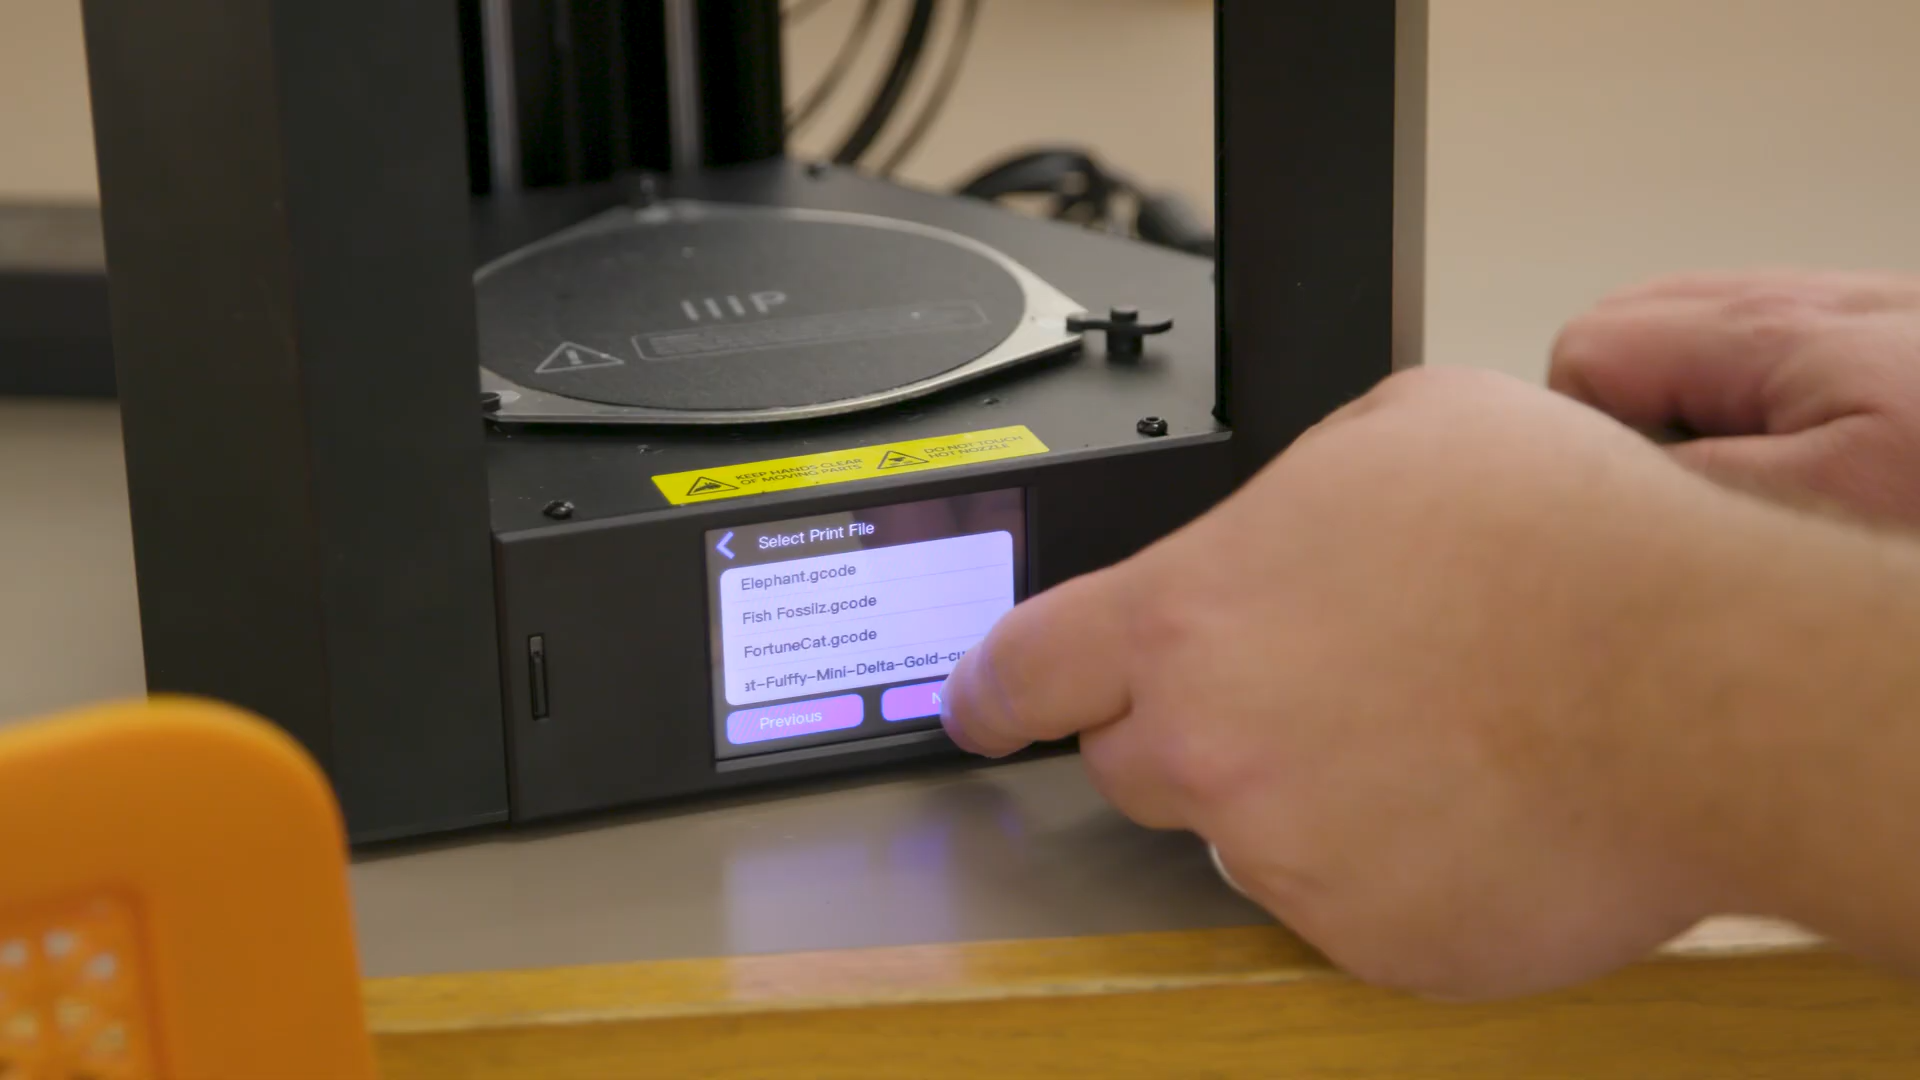 IIIP
KEEP HANDS CLEAR
OF MOVING PARTS
DO NOT TOUCH
HOT NOZZLE
Select Print File
Elephant.gcode
Fish Fossilz.gcode
FortuneCat.gcode
at-Fulffy-Mini-Delta-Gold-cu
Previous
N